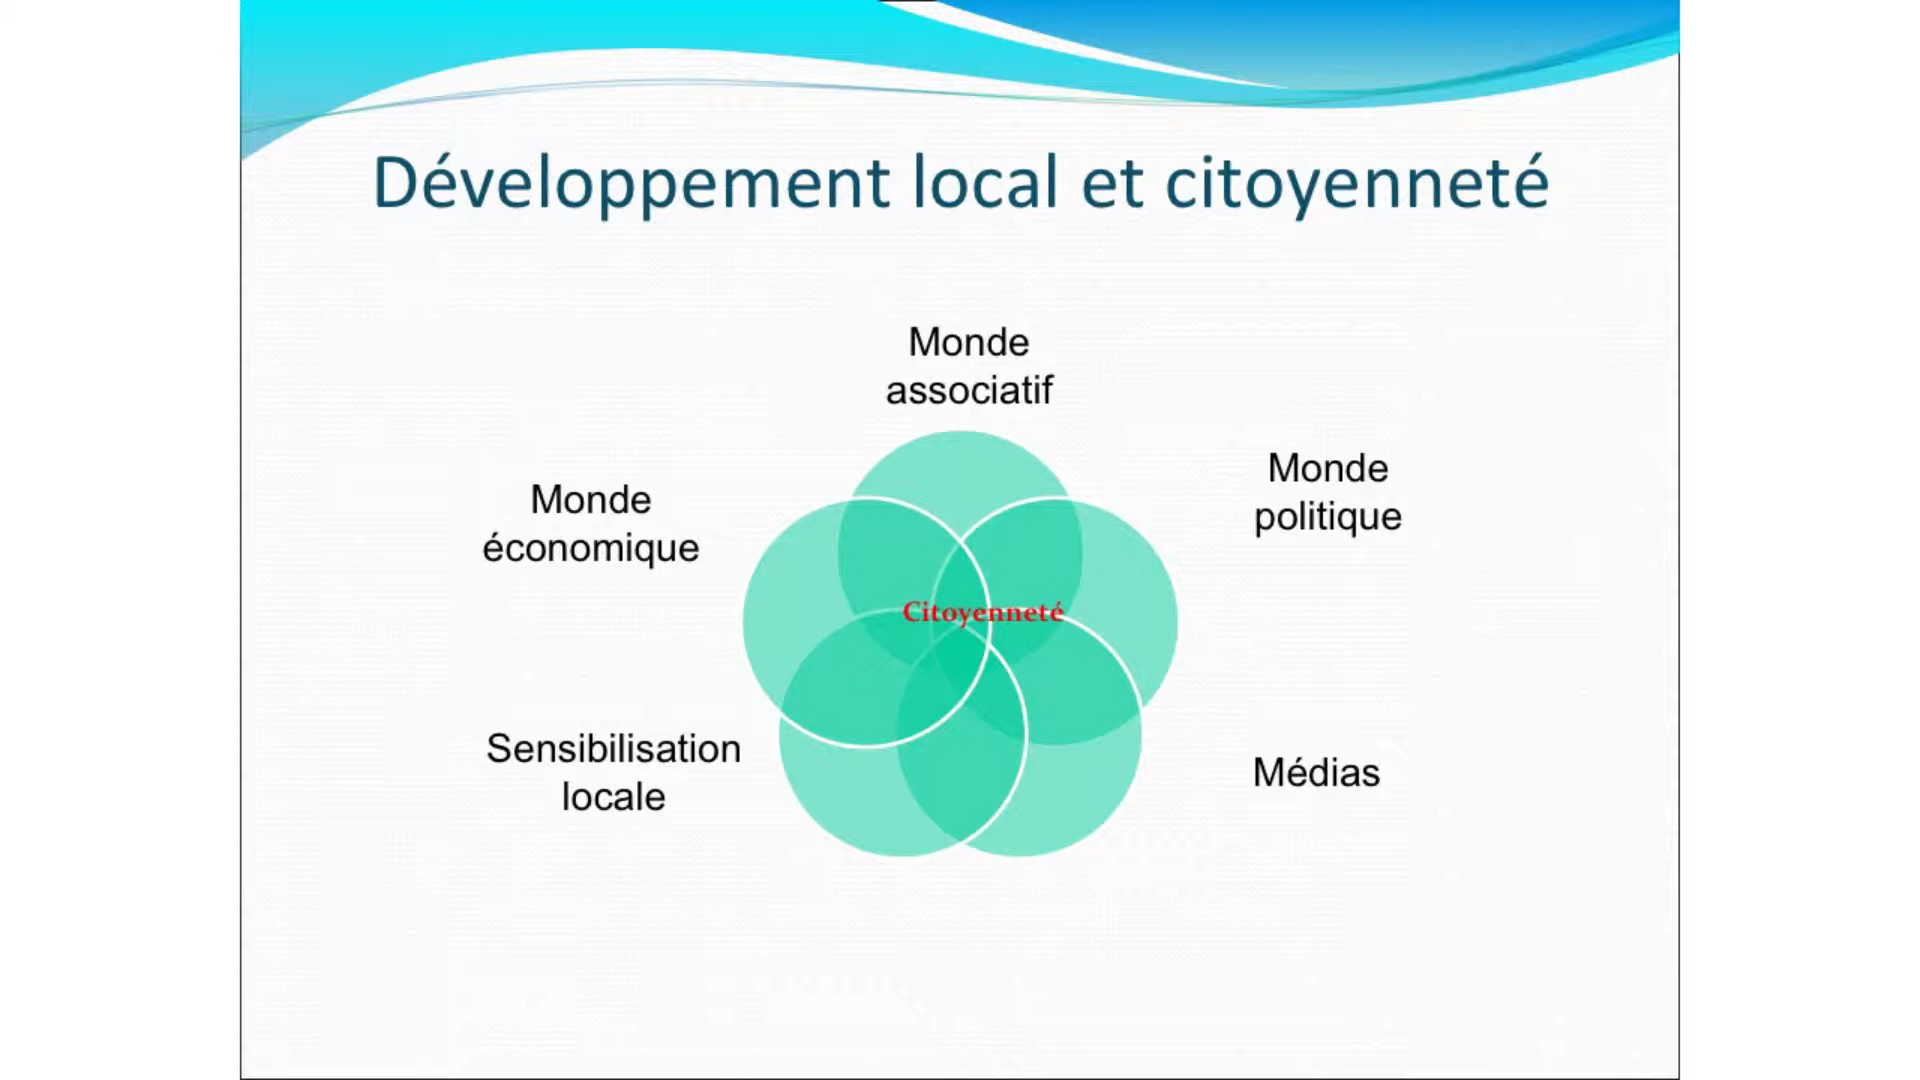 Développement local et citoyenneté
Monde
associatif
Monde
politique
Monde
économique
Citoyenneté
Sensibilisation
locale
Médias